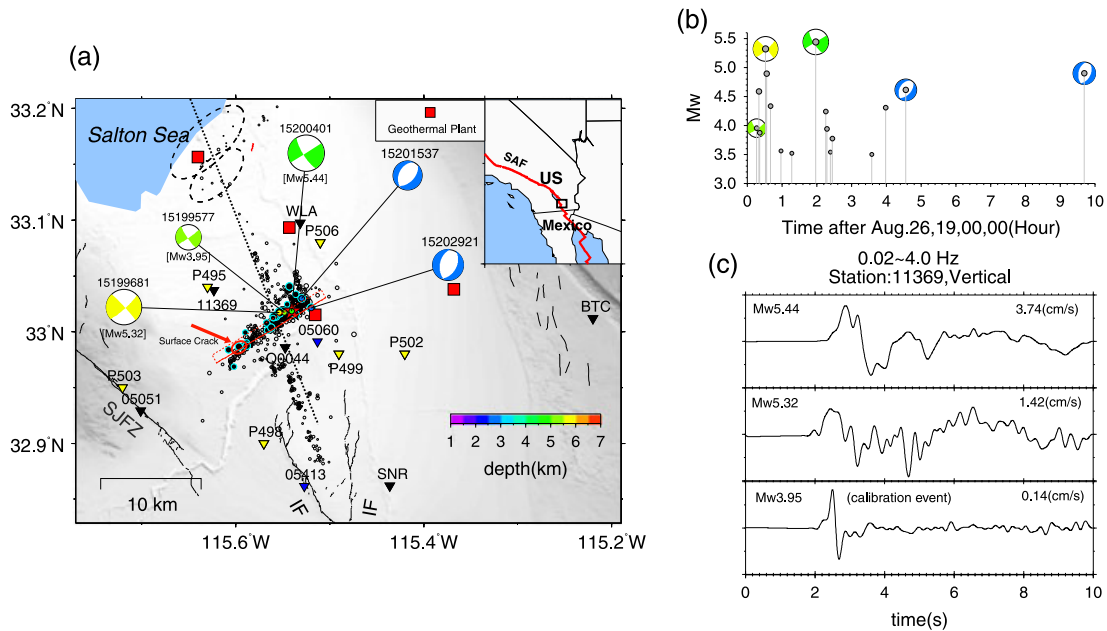 (a)
33.2°N
33.1°N
33°N
32.9°N
115.6°W
115.4°W
115.2°W
Salton Sea
15200401
[Mw5.44]
15201537
Geothermal Plant
SAF
US
Mexico
15199577
[Mw3.95]
WLA
P506
15202921
P495
11369
15199681
[Mw5.32]
Surface Crack
05060
BTC
Q0044
P499
P502
P503
05051
SJFZ
P498
05413
SNR
IF
IF
1 2 3 4 5 6 7
depth(km)
10 km
(b)
Mw
5.5
5.0
4.5
4.0
3.5
3.0
0 1 2 3 4 5 6 7 8 9 10
Time after Aug.26,19,00,00(Hour)
(c)
0.02~4.0 Hz
Station:11369,Vertical
Mw5.44 3.74(cm/s)
Mw5.32 1.42(cm/s)
Mw3.95 (calibration event) 0.14(cm/s)
0 2 4 6 8 10
time(s)